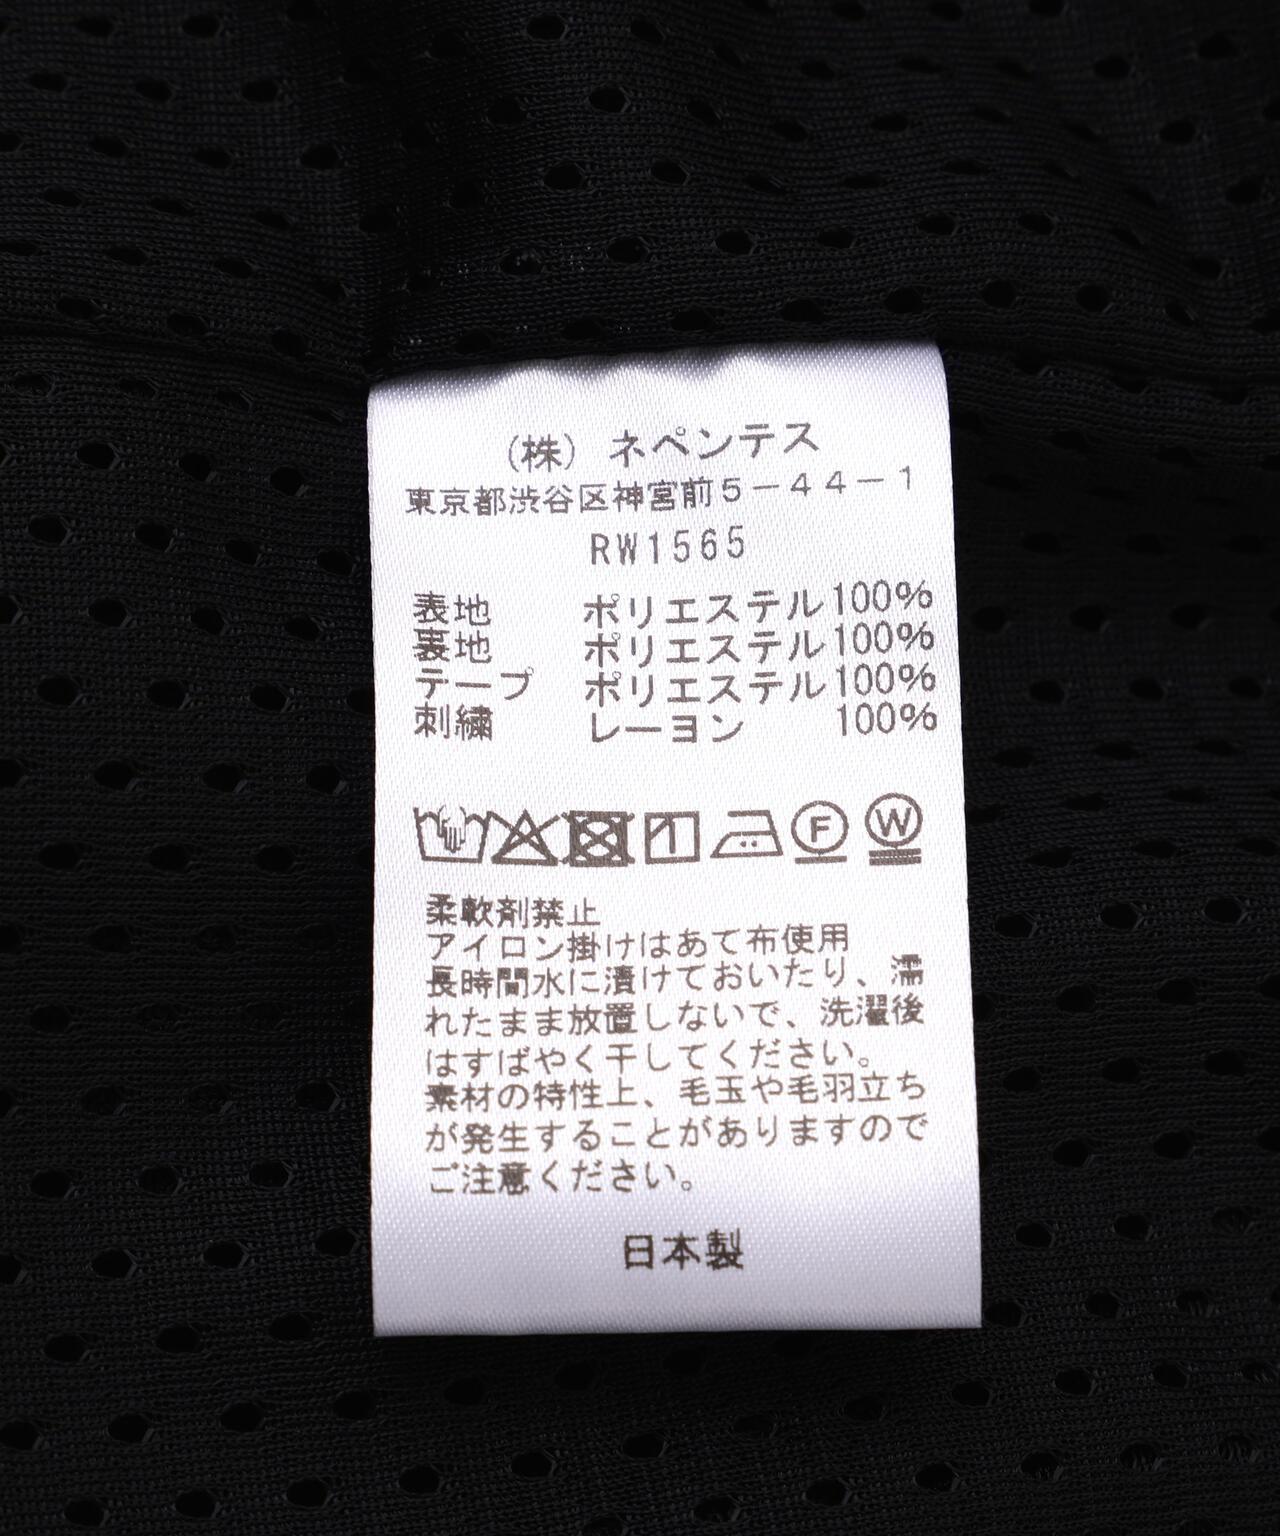 (株) ネペンテス
東京都渋谷区神宮前5－44－1
RW1565
表地 ポリエステル100%
裏地 ポリエステル100%
テープ ポリエステル100%
刺繍 レーヨン 100%
F W
柔軟剤禁止
アイロン掛けはあて布使用
長時間水に漬けておいたり、濡
れたまま放置しないで、洗濯後
はすばやく干してください。
素材の特性上、毛玉や毛羽立ち
が発生することがありますので
ご注意ください。
日本製